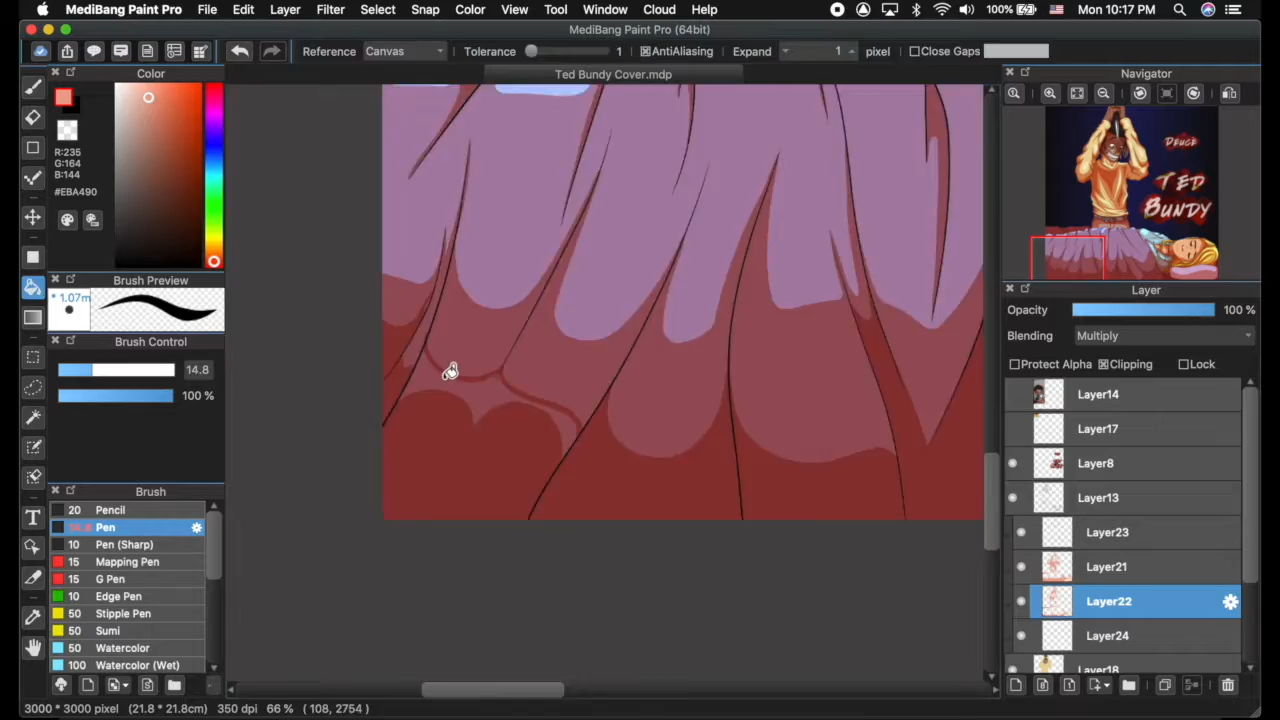 MediBang Paint Pro File Edit Layer Filter Select Snap Color View Tool Window Cloud Help 100% Mon 10:17 PM
MediBang Paint Pro (64bit)
Reference Canvas Tolerance 1 AntiAliasing Expand 1 pixel Close Gaps
Color Ted Bundy Cover.mdp Navigator
R:235
G:164
B:144
#EBA490
DEUCE
TED
BUNDY
Brush Preview
* 1.07m
Layer
Opacity 100 %
Blending Multiply
Brush Control
Protect Alpha Clipping Lock
14.8
100 %
Layer14
Layer17
Layer8
Layer13
Brush
20 Pencil
14.8 Pen
10 Pen (Sharp)
15 Mapping Pen
15 G Pen
10 Edge Pen
50 Stipple Pen
50 Sumi
50 Watercolor
100 Watercolor (Wet)
Layer23
Layer21
Layer22
Layer24
Layer18
3000 * 3000 pixel (21.8 * 21.8cm) 350 dpi 66 % ( 108, 2754 )